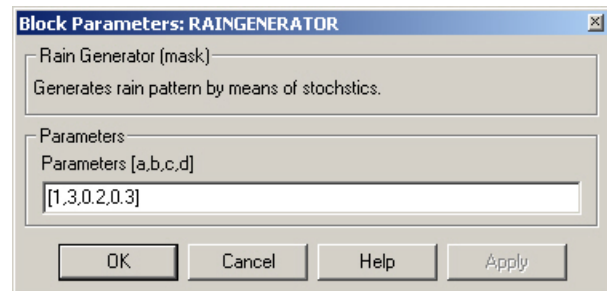 Block Parameters: RAINGENERATOR
Rain Generator (mask)
Generates rain pattern by means of stochstics.
Parameters
Parameters [a,b,c,d]
[1,3,0.2,0.3]
OK Cancel Help Apply